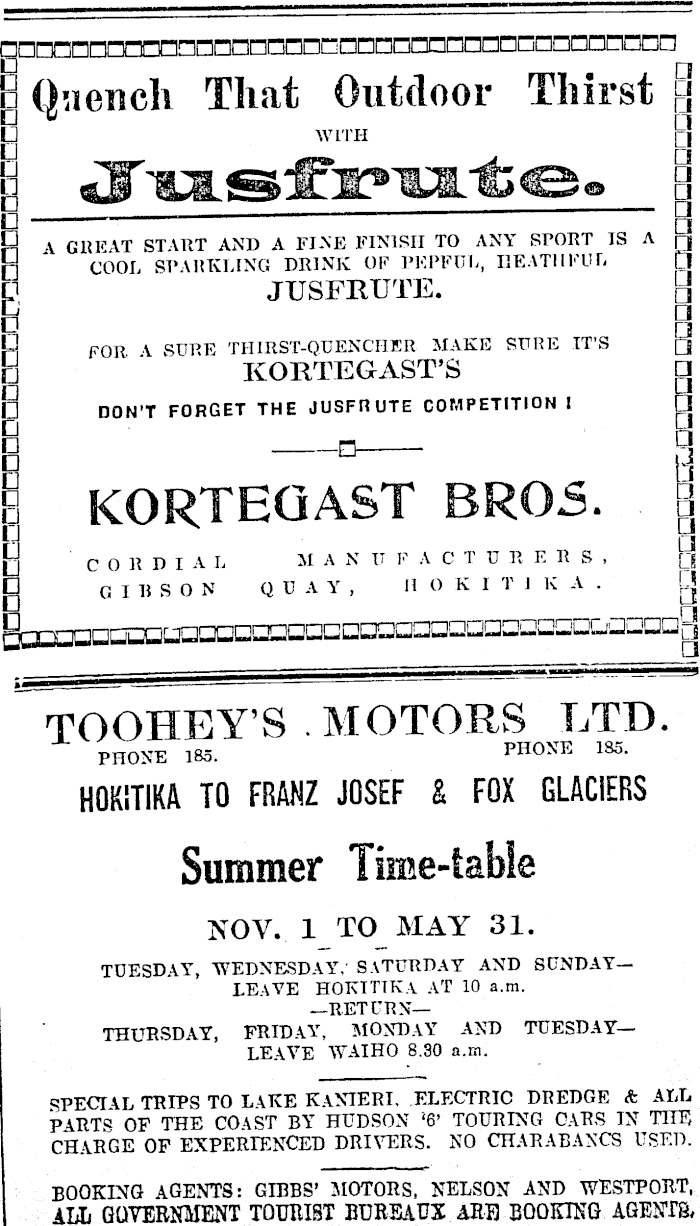 Quench That Outdoor Thirst
WITH
Jusfrute.
A GREAT START AND A FINE FINISH TO ANY SPORT IS A
COOL SPARKLING DRINK OF PEPFUL, HEATHFUL
JUSFRUTE.
FOR A SURE THIRST-QUENCHER MAKE SURE IT'S
KORTEGAST'S
DON'T FORGET THE JUSFRUTE COMPETITION!
KORTEGAST BROS.
CORDIAL MANUFACTURERS,
GIBSON QUAY, HOKITIKA.
TOOHEY'S MOTORS LTD.
PHONE 185. PHONE 185.
HOKITIKA TO FRANZ JOSEF & FOX GLACIERS
Summer Time-table
NOV. 1 TO MAY 31.
TUESDAY, WEDNESDAY, SATURDAY AND SUNDAY—
LEAVE HOKITIKA AT 10 a.m.
—RETURN—
THURSDAY, FRIDAY, MONDAY AND TUESDAY—
LEAVE WAIHO 8.30 a.m.
SPECIAL TRIPS TO LAKE KANIERI, ELECTRIC DREDGE & ALL
PARTS OF THE COAST BY HUDSON '6' TOURING CARS IN THE
CHARGE OF EXPERIENCED DRIVERS. NO CHARABANCS USED.
BOOKING AGENTS: GIBBS' MOTORS, NELSON AND WESTPORT,
ALL GOVERNMENT TOURIST BUREAUX ARE BOOKING AGENTS,